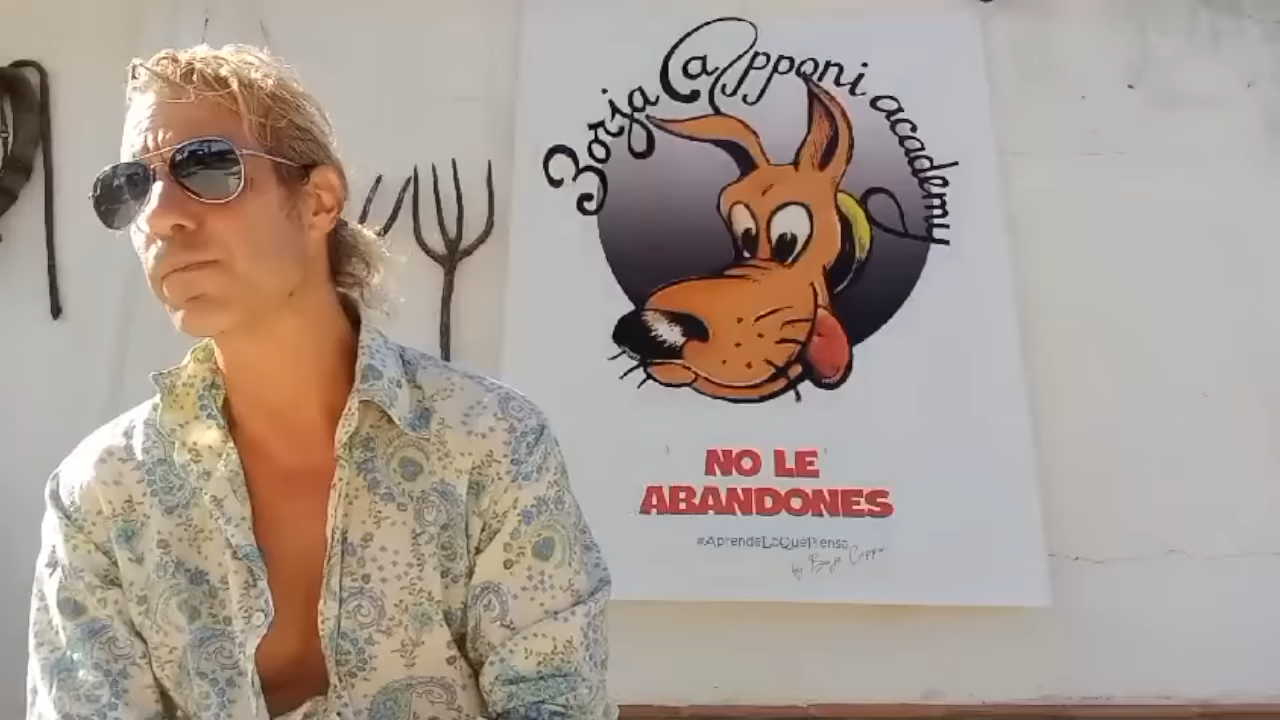 Borja Capponi academy
NO LE
ABANDONES
#AprendeLoQuePienso
by Borja Capponi